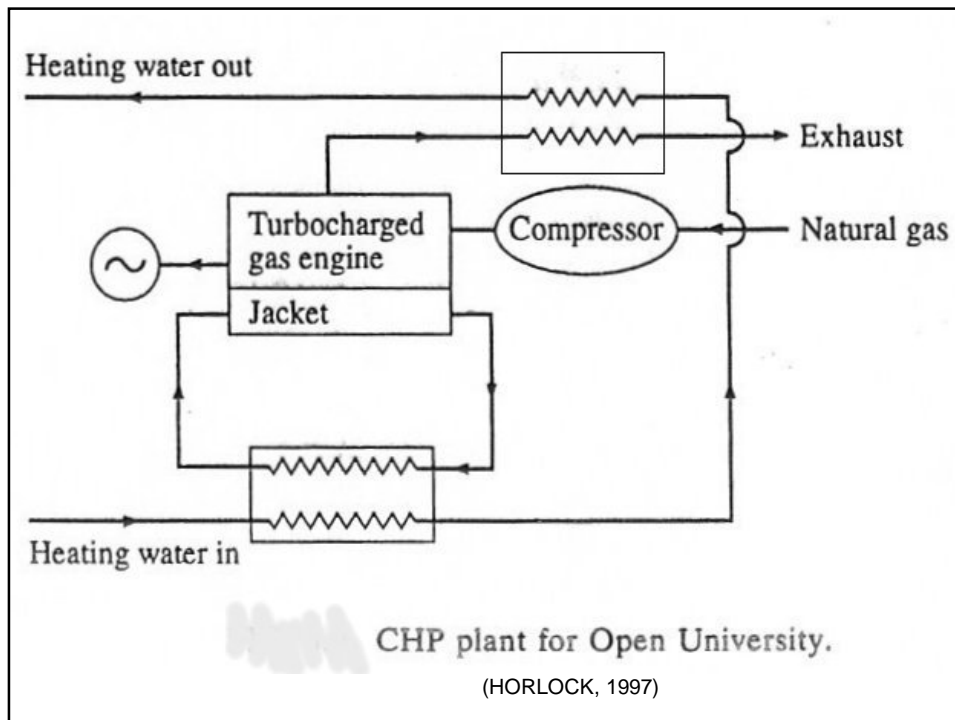 Heating water out
Exhaust
Turbocharged
gas engine
Compressor
Natural gas
Jacket
Heating water in
CHP plant for Open University.
(HORLOCK, 1997)